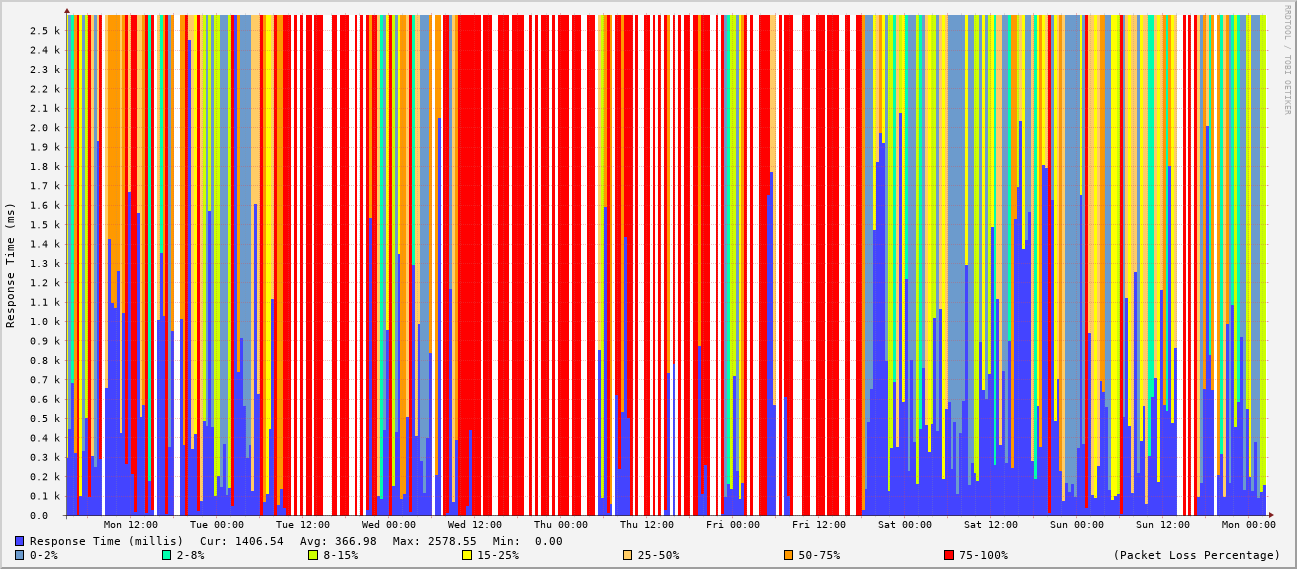 RRDTOOL / TOBI OETIKER
Response Time (ms)
2.5 k
2.4 k
2.3 k
2.2 k
2.1 k
2.0 k
1.9 k
1.8 k
1.7 k
1.6 k
1.5 k
1.4 k
1.3 k
1.2 k
1.1 k
1.0 k
0.9 k
0.8 k
0.7 k
0.6 k
0.5 k
0.4 k
0.3 k
0.2 k
0.1 k
0.0
Mon 12:00 Tue 00:00 Tue 12:00 Wed 00:00 Wed 12:00 Thu 00:00 Thu 12:00 Fri 00:00 Fri 12:00 Sat 00:00 Sat 12:00 Sun 00:00 Sun 12:00 Mon 00:00
Response Time (millis) Cur: 1406.54 Avg: 366.98 Max: 2578.55 Min: 0.00
0-2% 2-8% 8-15% 15-25% 25-50% 50-75% 75-100% (Packet Loss Percentage)